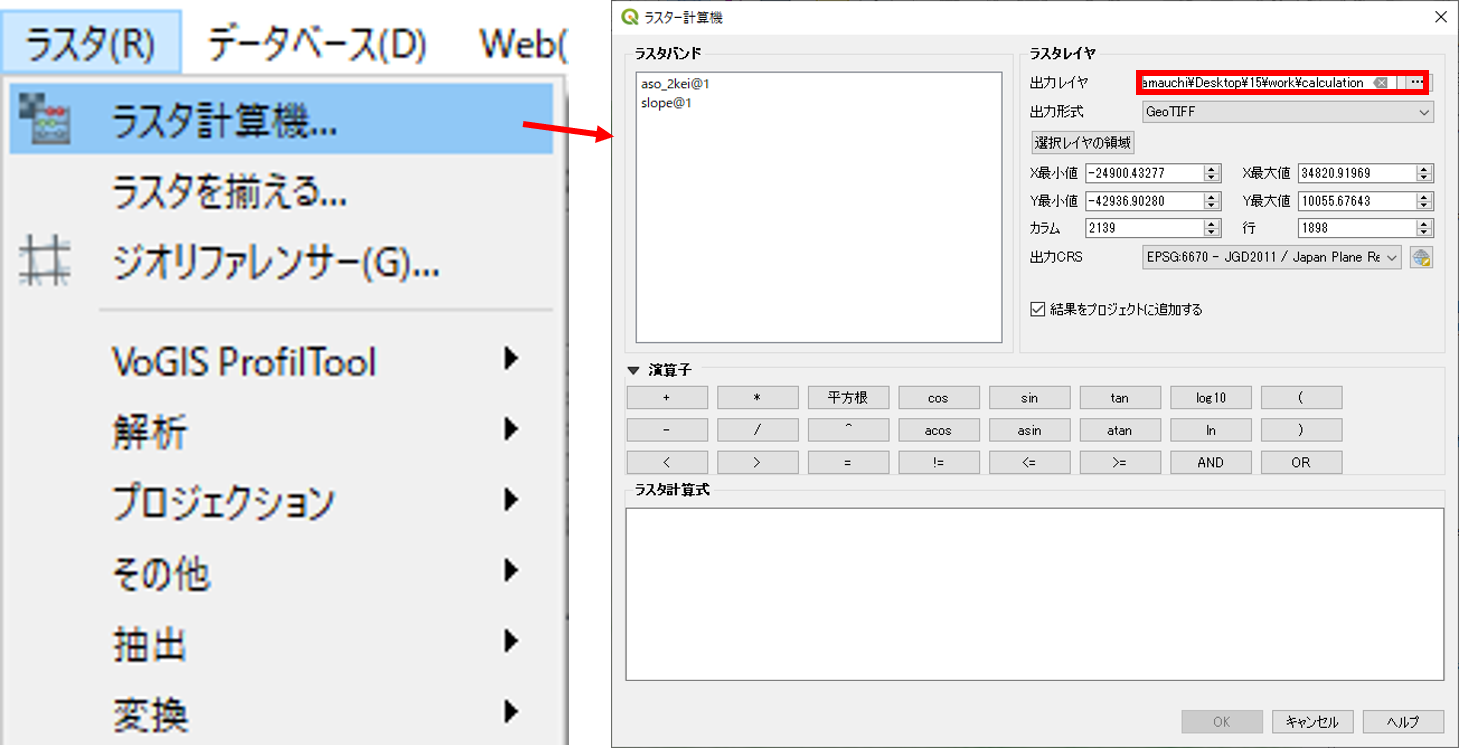 ラスタ(R) データベース(D) Web(
ラスタ計算機...
ラスタを揃える...
ジオリファレンサー(G)...
VoGIS ProfilTool
解析
プロジェクション
その他
抽出
変換
ラスター計算機
ラスタバンド
aso_2kei@1
slope@1
ラスタレイヤ
出力レイヤ amauchi¥Desktop¥15¥work¥calculation ...
出力形式 GeoTIFF
選択レイヤの領域
X最小値 -24900.43277 X最大値 34820.91969
Y最小値 -42936.90280 Y最大値 10055.67643
カラム 2139 行 1898
出力CRS EPSG:6670 - JGD2011 / Japan Plane Re
結果をプロジェクトに追加する
演算子
+ * 平方根 cos sin tan log10 (
- / ^ acos asin atan ln )
< > = != <= >= AND OR
ラスタ計算式
OK キャンセル ヘルプ